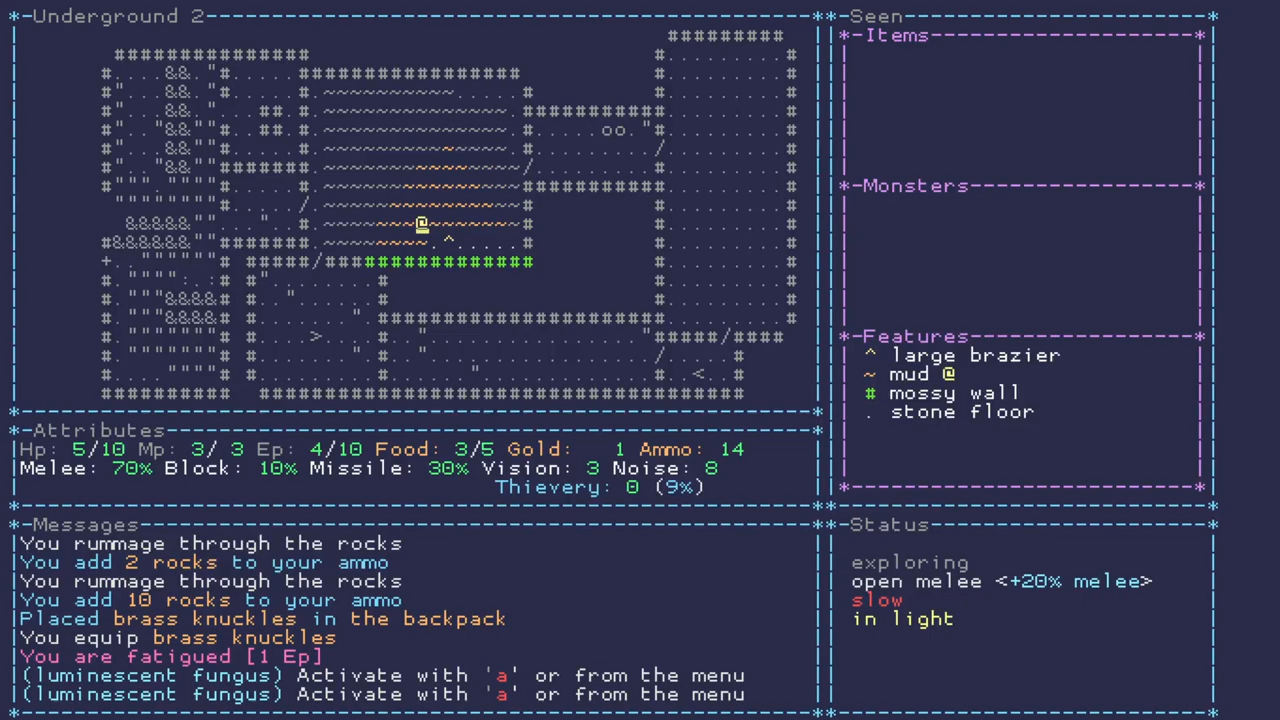 Underground 2
Seen
Items
Monsters
Features
^ large brazier
~ mud @
# mossy wall
. stone floor
Attributes
Hp: 5/10 Mp: 3/ 3 Ep: 4/10 Food: 3/5 Gold: 1 Ammo: 14
Melee: 70% Block: 10% Missile: 30% Vision: 3 Noise: 8
Thievery: 0 (9%)
Messages
You rummage through the rocks
You add 2 rocks to your ammo
You rummage through the rocks
You add 10 rocks to your ammo
Placed brass knuckles in the backpack
You equip brass knuckles
You are fatigued [1 Ep]
(luminescent fungus) Activate with 'a' or from the menu
(luminescent fungus) Activate with 'a' or from the menu
Status
exploring
open melee <+20% melee>
slow
in light